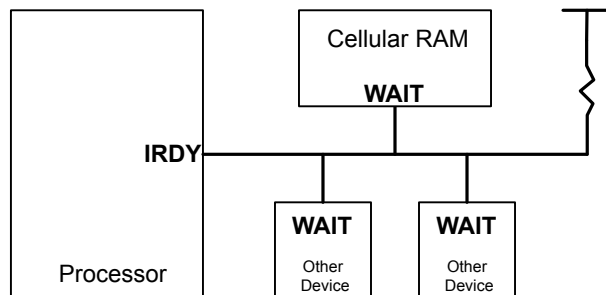 Cellular RAM
WAIT
IRDY
WAIT
Other
Device
WAIT
Other
Device
Processor